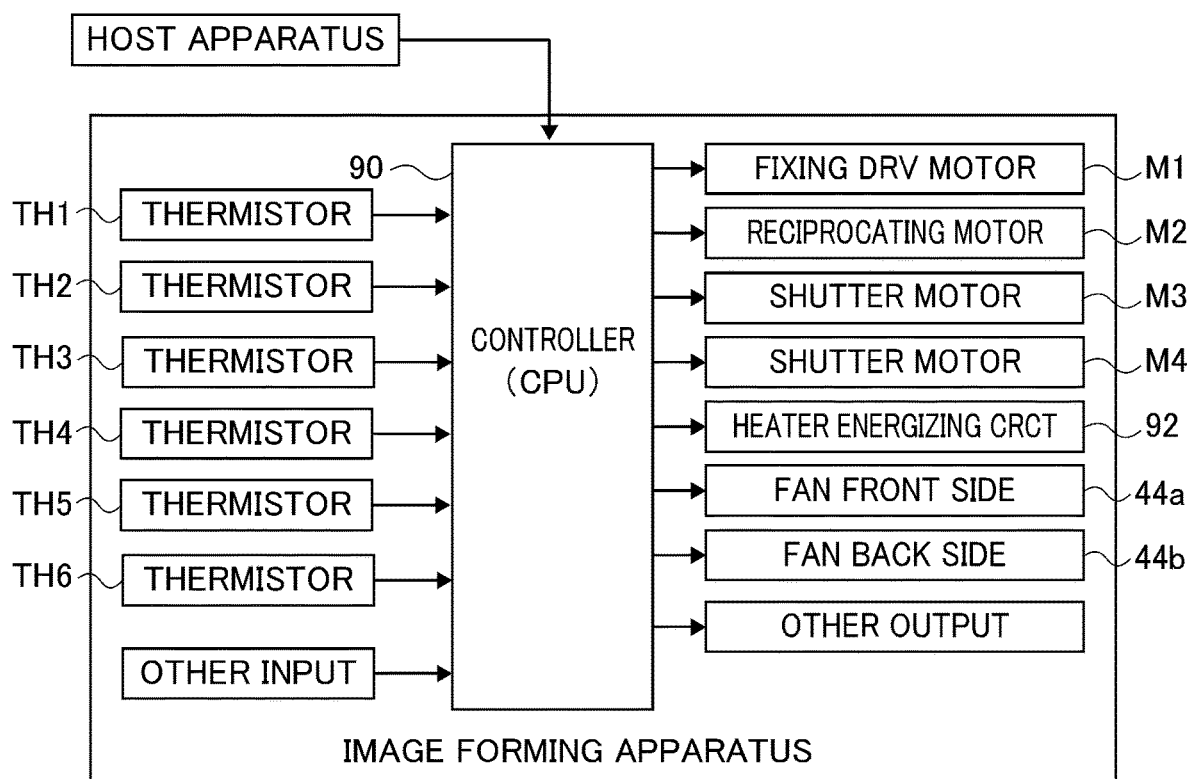 HOST APPARATUS
90
TH1 THERMISTOR
TH2 THERMISTOR
TH3 THERMISTOR
TH4 THERMISTOR
TH5 THERMISTOR
TH6 THERMISTOR
OTHER INPUT
CONTROLLER
(CPU)
FIXING DRV MOTOR M1
RECIPROCATING MOTOR M2
SHUTTER MOTOR M3
SHUTTER MOTOR M4
HEATER ENERGIZING CRCT 92
FAN FRONT SIDE 44a
FAN BACK SIDE 44b
OTHER OUTPUT
IMAGE FORMING APPARATUS